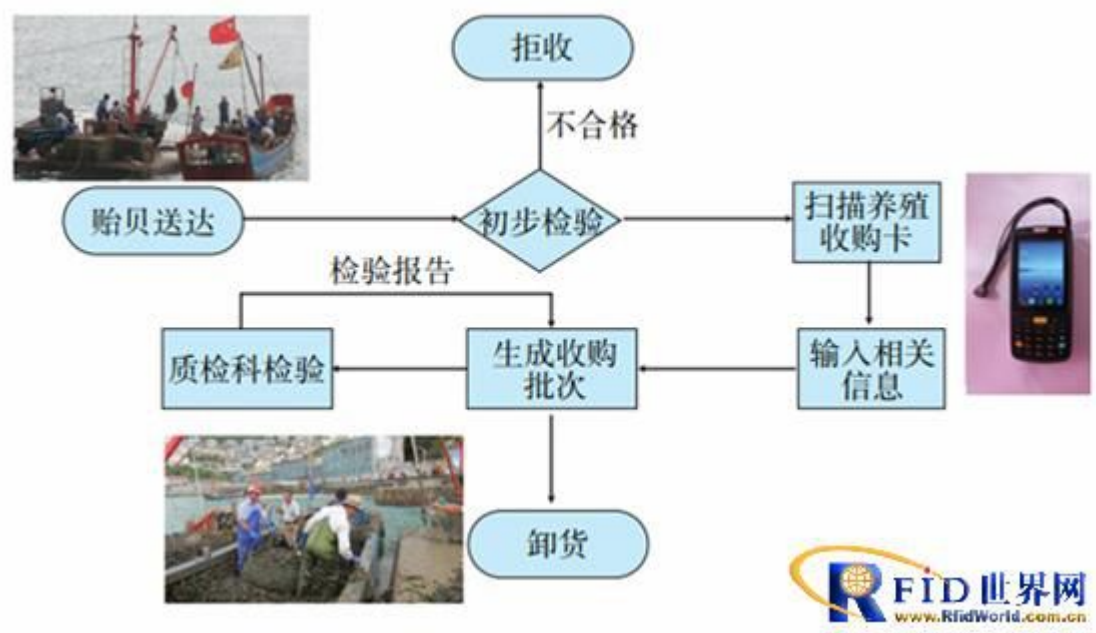 拒收
不合格
贻贝送达
初步检验
扫描养殖
收购卡
检验报告
质检科检验
生成收购
批次
输入相关
信息
卸货
RFID世界网
www.RfidWorld.com.cn